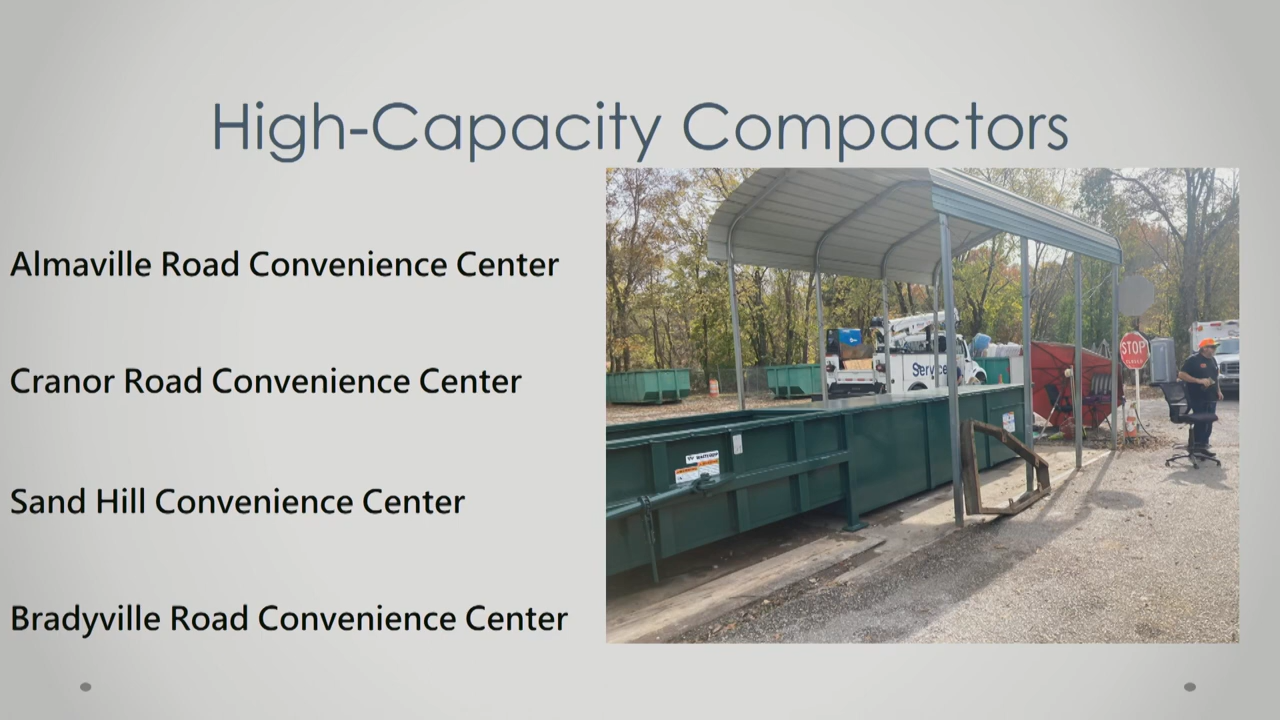 High-Capacity Compactors
Almaville Road Convenience Center
Cranor Road Convenience Center
Sand Hill Convenience Center
Bradyville Road Convenience Center
Service
STOP